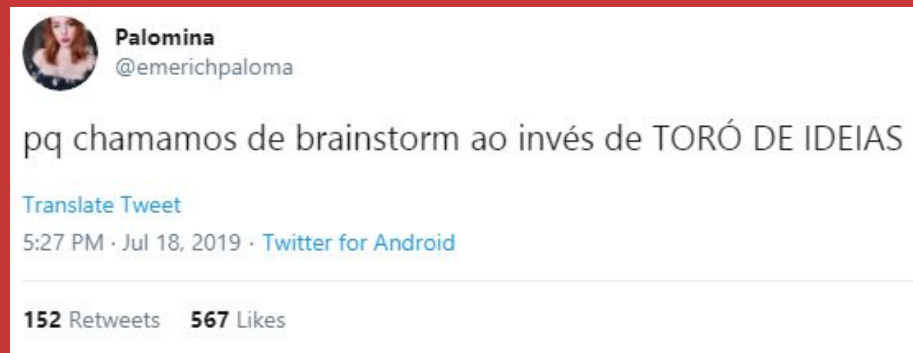 Palomina
@emerichpaloma
pq chamamos de brainstorm ao invés de TORÓ DE IDEIAS
Translate Tweet
5:27 PM · Jul 18, 2019 · Twitter for Android
152 Retweets 567 Likes